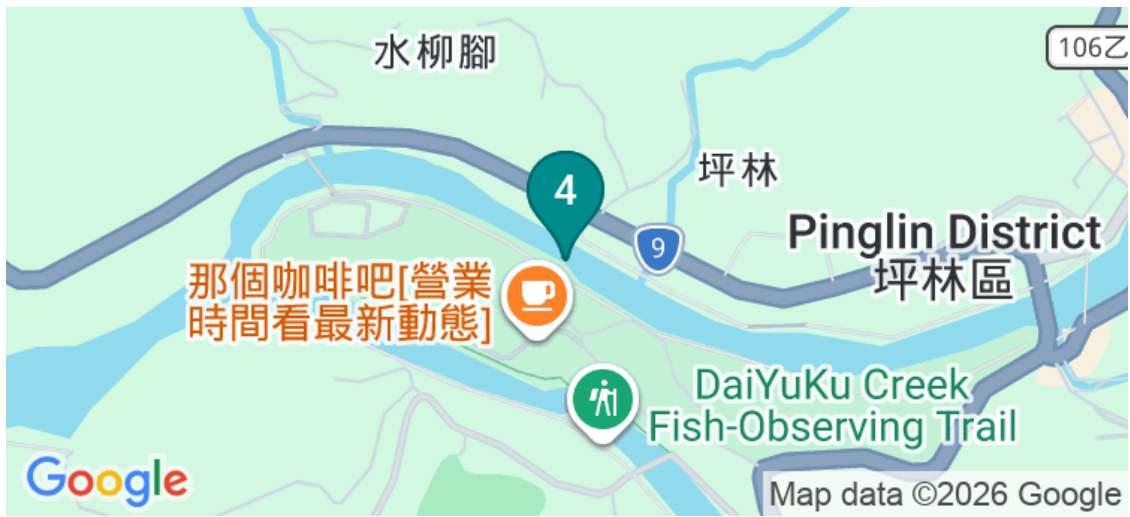 水柳腳
106乙
4
坪林
9
Pinglin District
坪林區
那個咖啡吧[營業
時間看最新動態]
DaiYuKu Creek
Fish-Observing Trail
Google
Map data ©2026 Google